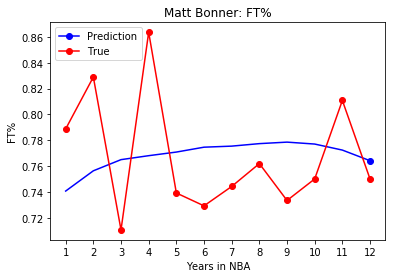 Matt Bonner: FT%
Prediction
True
FT%
0.86
0.84
0.82
0.80
0.78
0.76
0.74
0.72
1 2 3 4 5 6 7 8 9 10 11 12
Years in NBA